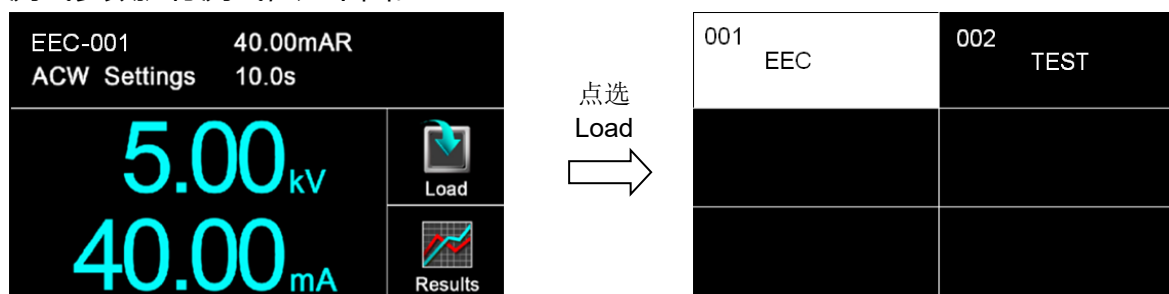 EEC-001 40.00mAR
ACW Settings 10.0s
5.00kV
Load
40.00mA
Results
点选
Load
001
EEC
002
TEST